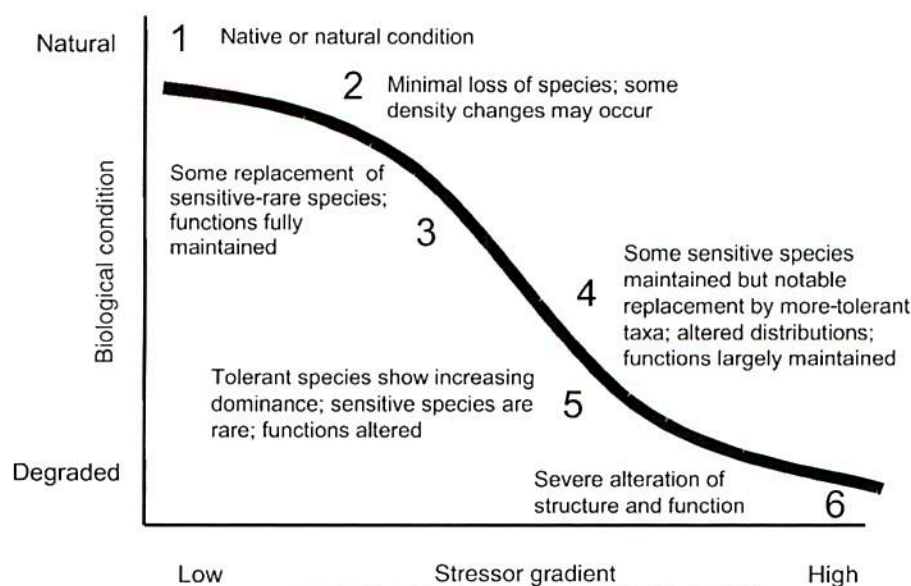 Natural
1 Native or natural condition
2 Minimal loss of species; some
density changes may occur
Some replacement of
sensitive-rare species;
functions fully
maintained
3
Biological condition
4
Some sensitive species
maintained but notable
replacement by more-tolerant
taxa; altered distributions;
functions largely maintained
Tolerant species show increasing
dominance; sensitive species are
rare; functions altered
5
Degraded
Severe alteration of
structure and function
6
Low Stressor gradient High